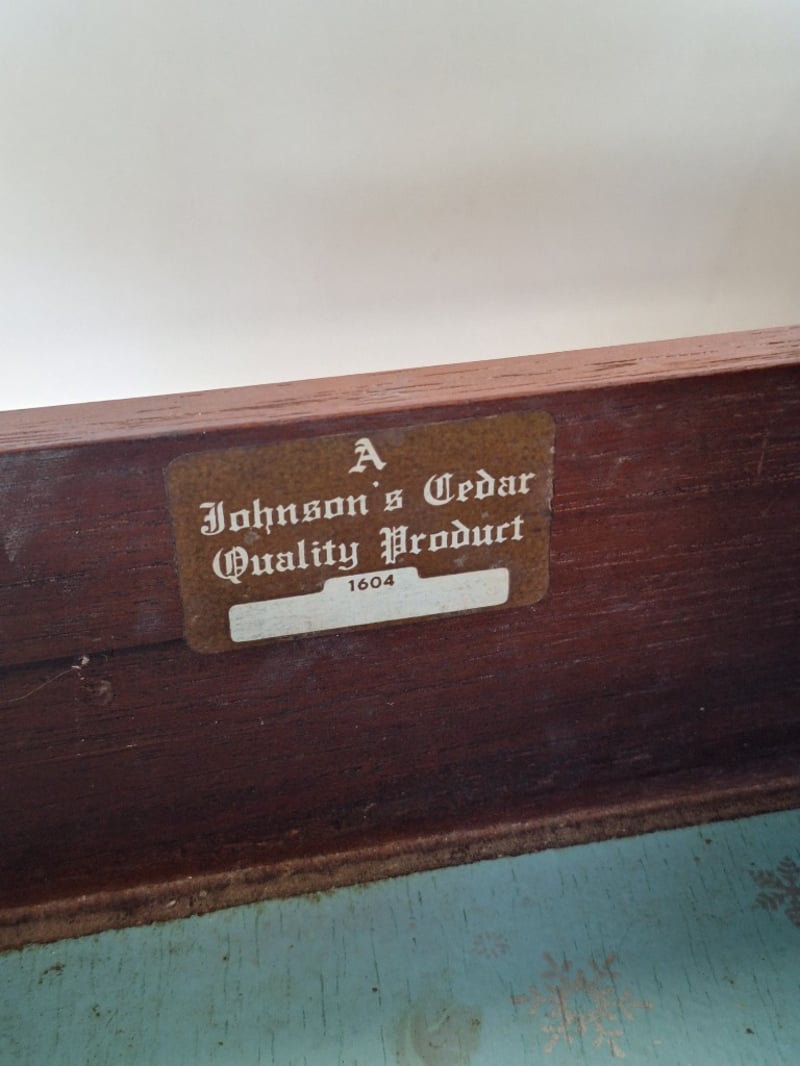 A
Johnson's Cedar
Quality Product
1604